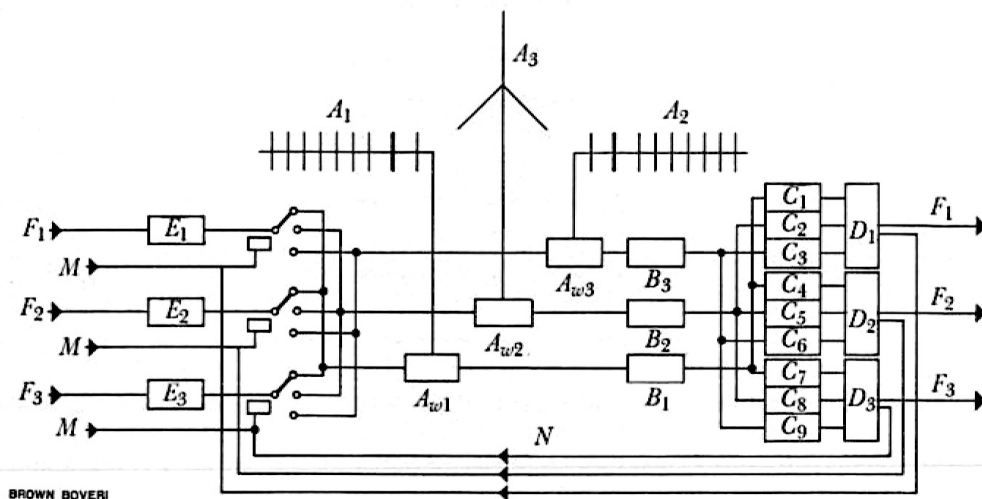 A3
A1
A2
F1
E1
M
F2
E2
M
F3
E3
M
Aw1
Aw2
Aw3
B3
B2
B1
C1
C2
C3
D1
F1
C4
C5
C6
D2
F2
C7
C8
C9
D3
F3
N
BROWN BOVERI